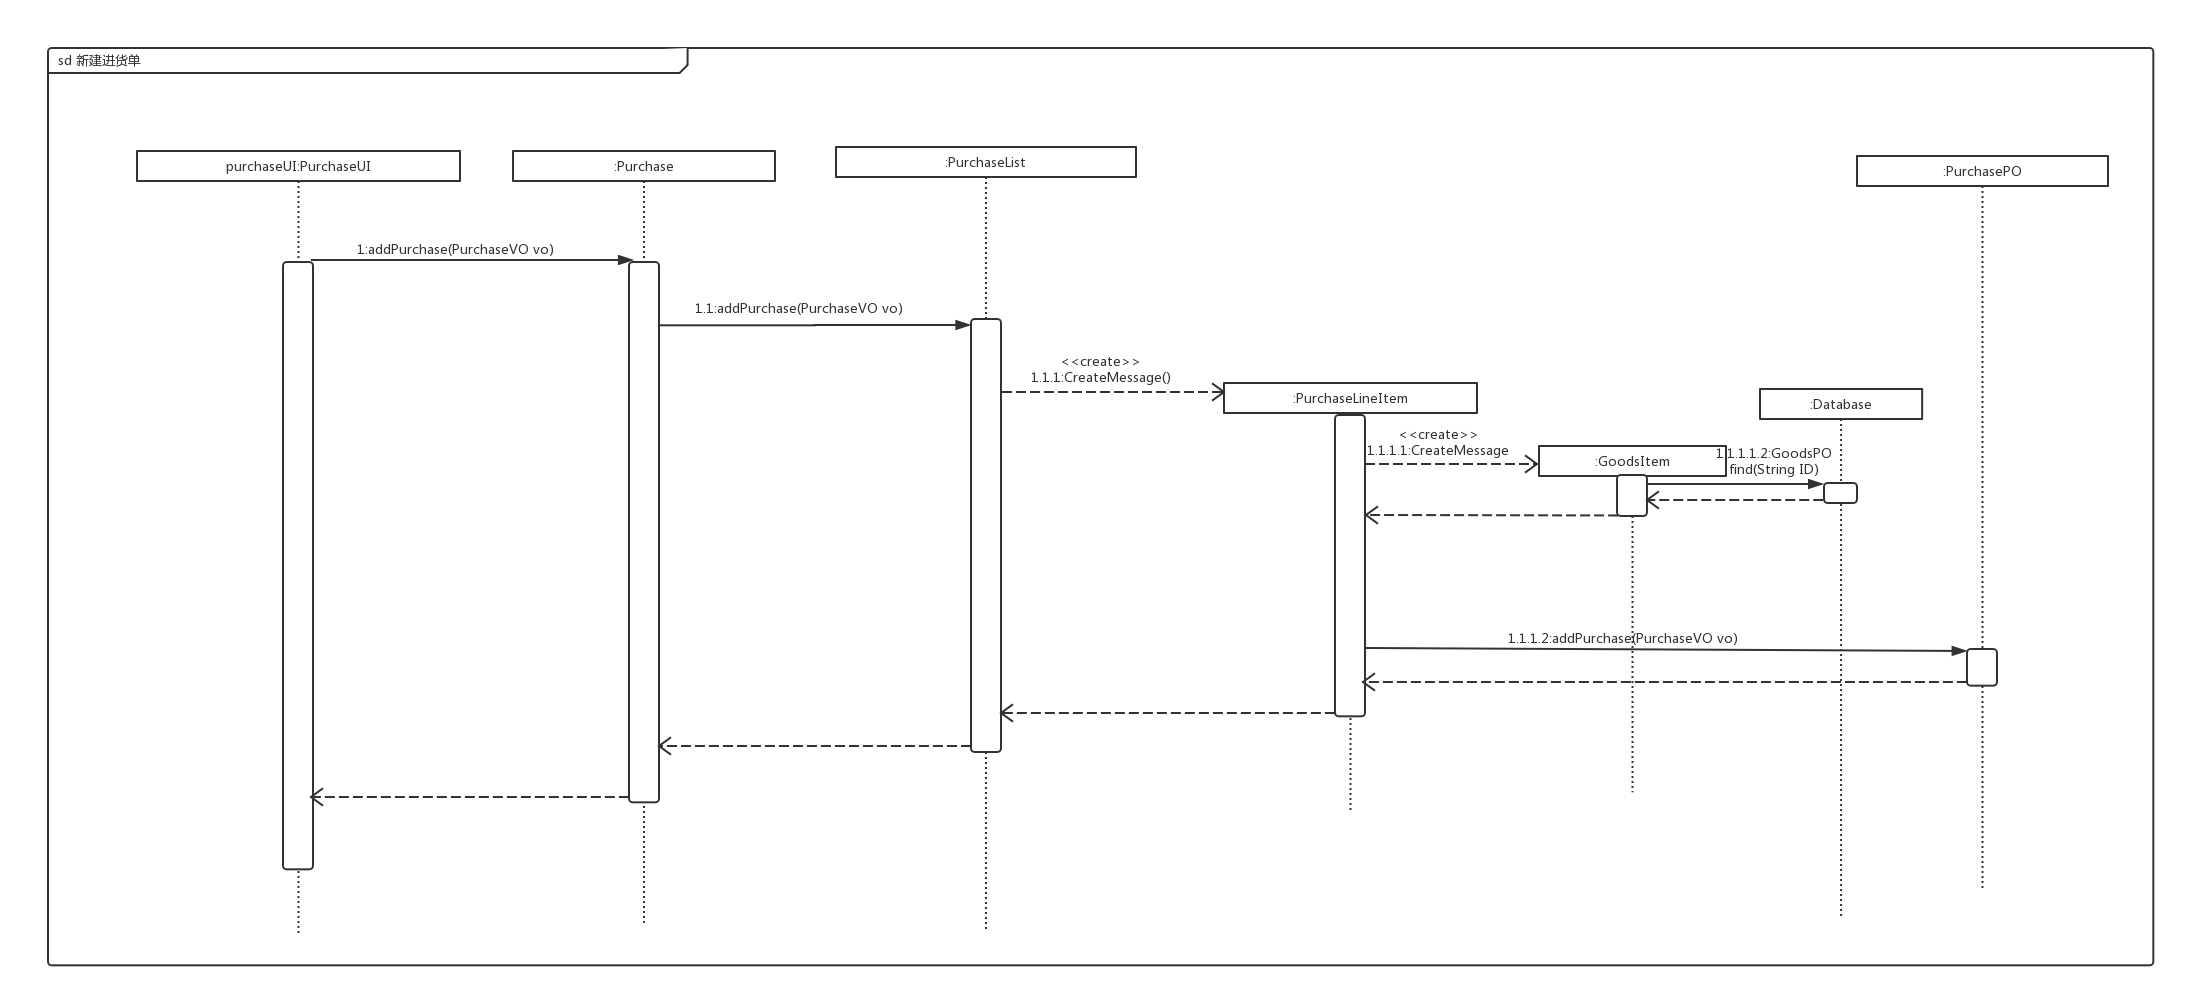 sd 新建进货单
purchaseUI:PurchaseUI
:Purchase
:PurchaseList
:PurchasePO
1:addPurchase(PurchaseVO vo)
1.1:addPurchase(PurchaseVO vo)
<<create>>
1.1.1:CreateMessage()
:PurchaseLineItem
:Database
<<create>>
1.1.1.1:CreateMessage
:GoodsItem
1.1.1.1.2:GoodsPO
find(String ID)
1.1.1.2:addPurchase(PurchaseVO vo)